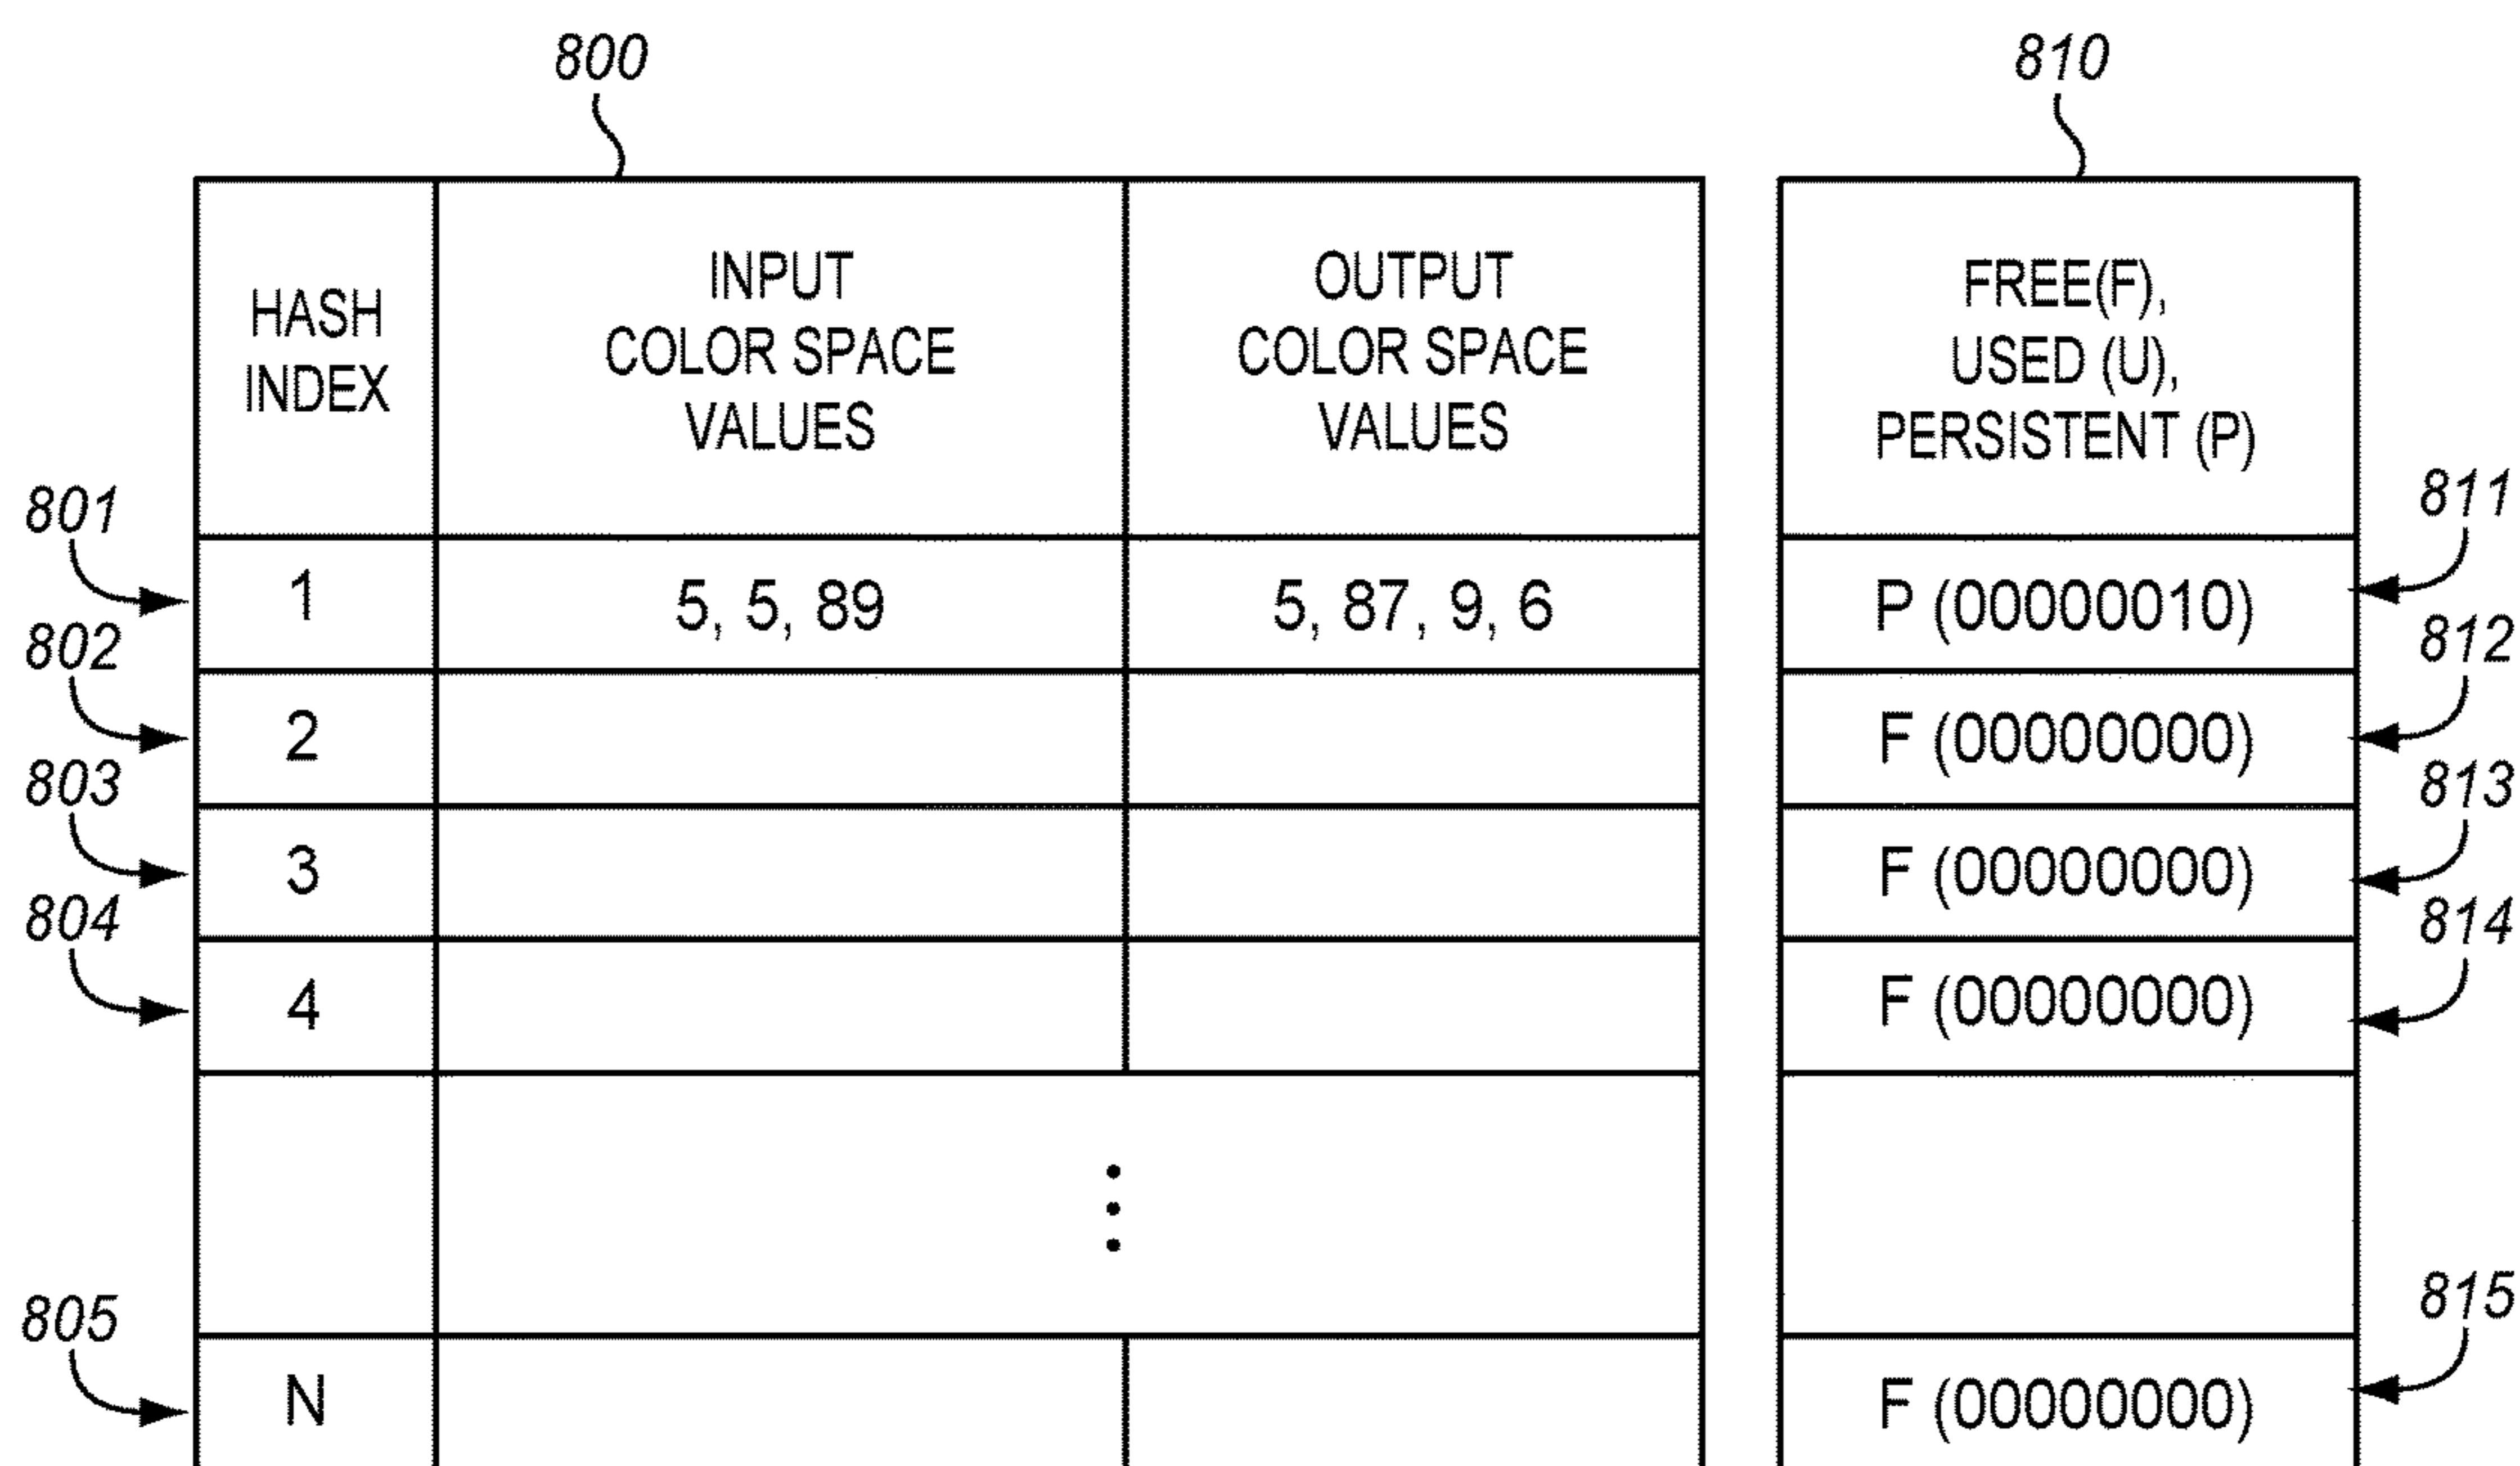 800
810
HASH
INDEX
INPUT
COLOR SPACE
VALUES
OUTPUT
COLOR SPACE
VALUES
FREE(F),
USED (U),
PERSISTENT (P)
801
1
5, 5, 89
5, 87, 9, 6
P (00000010)
811
802
2
F (00000000)
812
803
3
F (00000000)
813
804
4
F (00000000)
814
805
N
F (00000000)
815